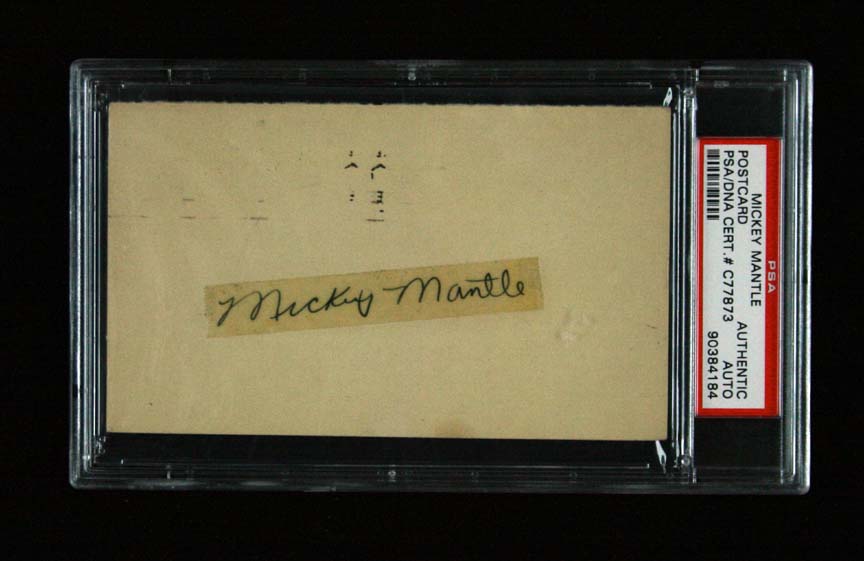 Mickey Mantle
PSA
MICKEY MANTLE AUTHENTIC
POSTCARD AUTO
PSA/DNA CERT.# C77873 90384184